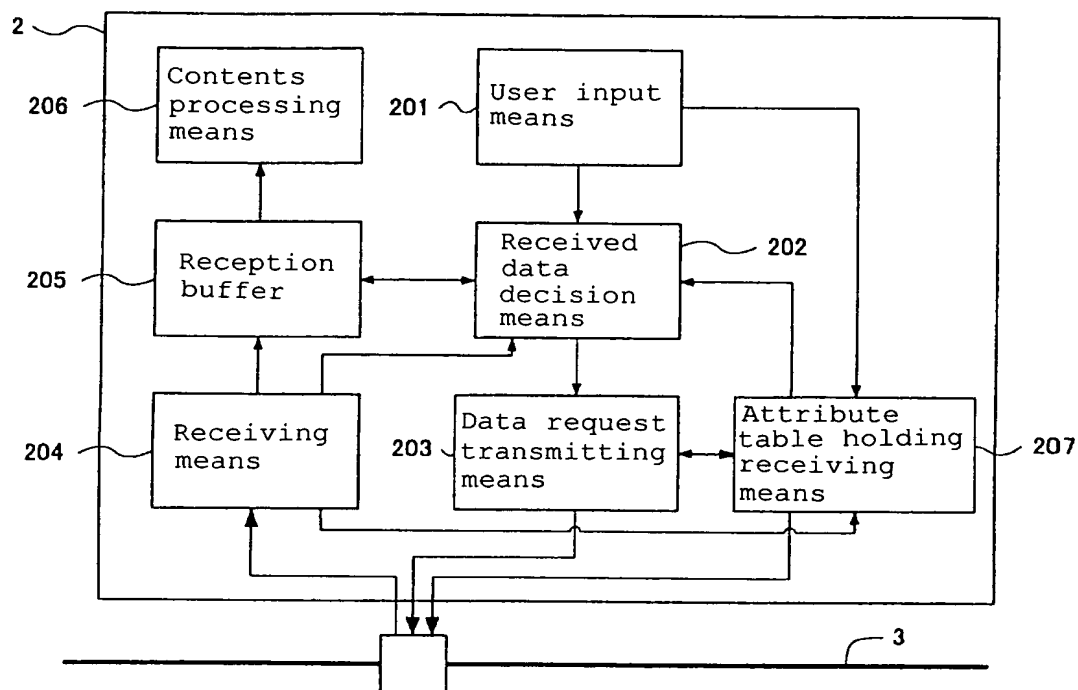 2
Contents
processing
means
206
User input
means
201
Reception
buffer
205
Received
data
decision
means
202
Receiving
means
204
Data request
transmitting
means
203
Attribute
table holding
receiving
means
207
3